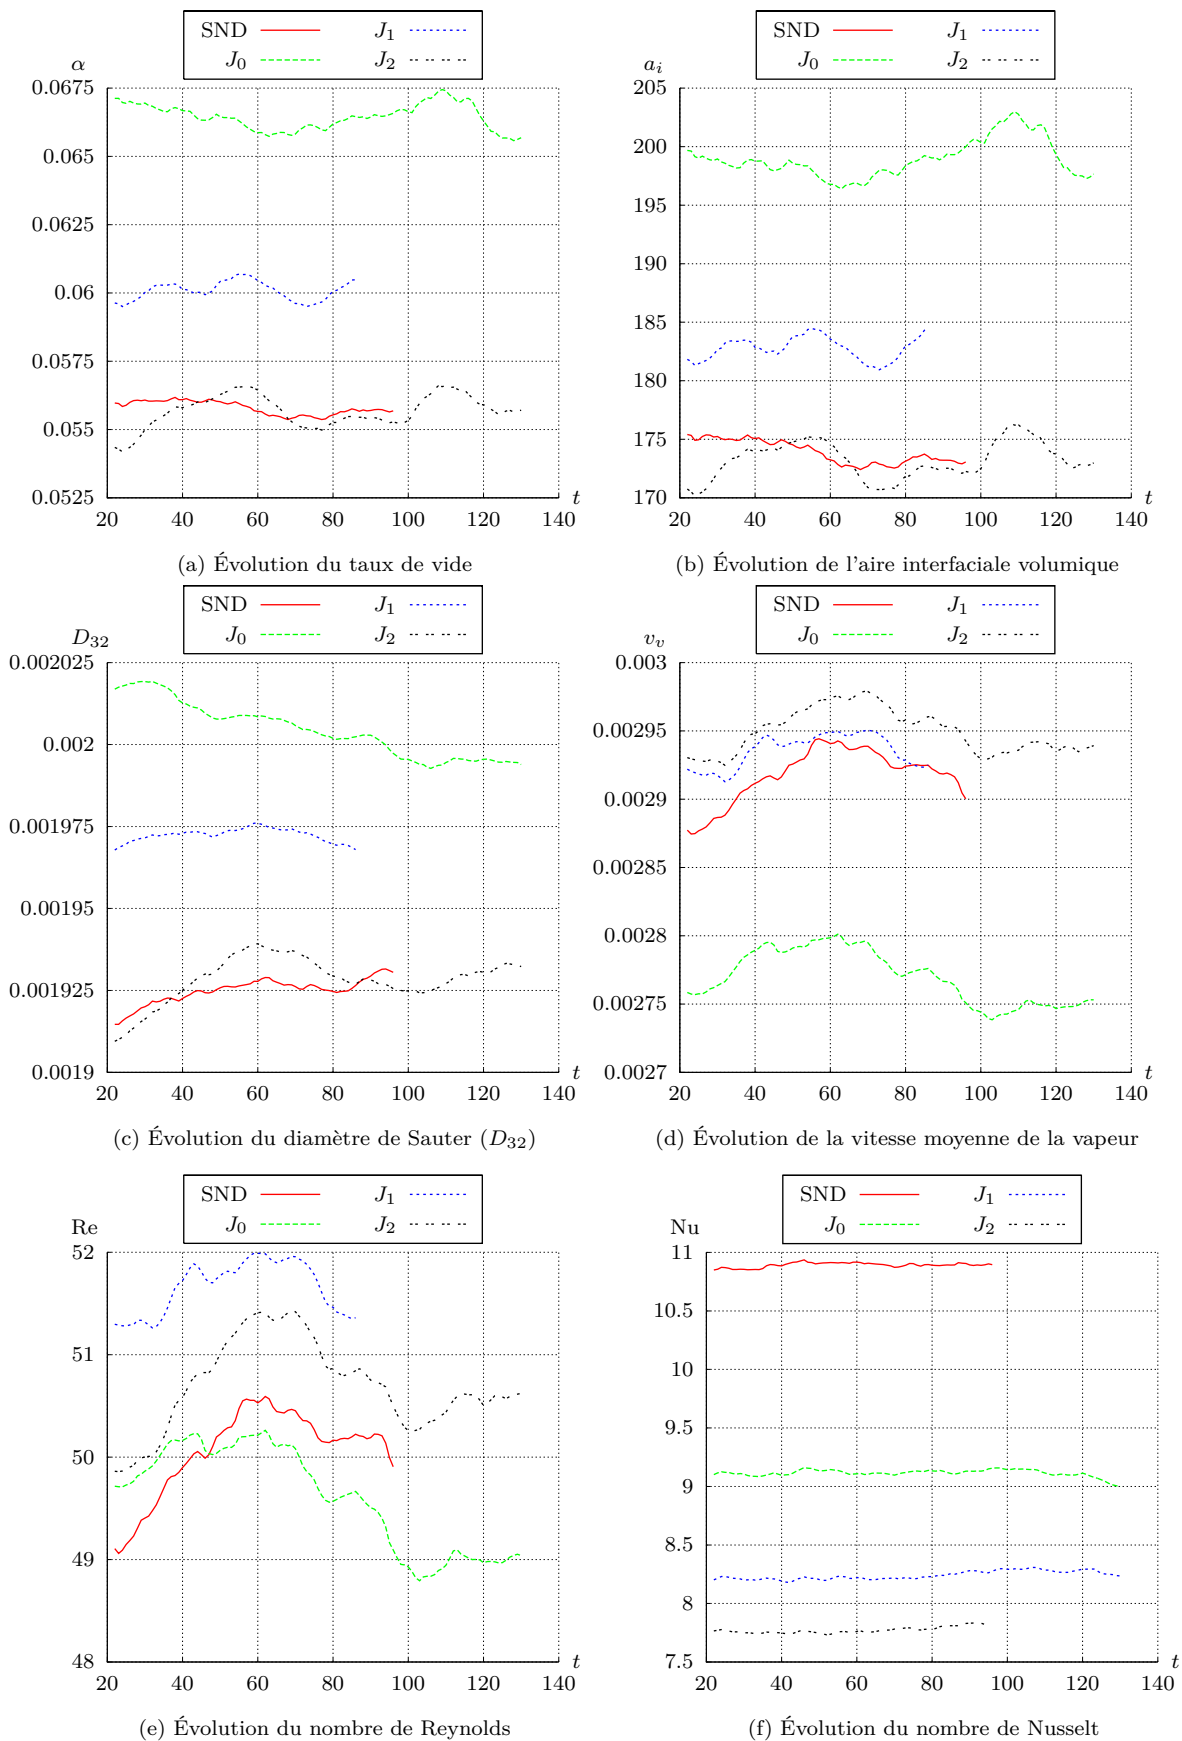 SND J₁
J₀ J₂
α
0.0675
0.065
0.0625
0.06
0.0575
0.055
0.0525
20 40 60 80 100 120 140
t
(a) Évolution du taux de vide
SND J₁
J₀ J₂
aᵢ
205
200
195
190
185
180
175
170
20 40 60 80 100 120 140
t
(b) Évolution de l'aire interfaciale volumique
SND J₁
J₀ J₂
D₃₂
0.002025
0.002
0.001975
0.00195
0.001925
0.0019
20 40 60 80 100 120 140
t
(c) Évolution du diamètre de Sauter (D₃₂)
SND J₁
J₀ J₂
vᵥ
0.003
0.00295
0.0029
0.00285
0.0028
0.00275
0.0027
20 40 60 80 100 120 140
t
(d) Évolution de la vitesse moyenne de la vapeur
SND J₁
J₀ J₂
Re
52
51
50
49
48
20 40 60 80 100 120 140
t
(e) Évolution du nombre de Reynolds
SND J₁
J₀ J₂
Nu
11
10.5
10
9.5
9
8.5
8
7.5
20 40 60 80 100 120 140
t
(f) Évolution du nombre de Nusselt